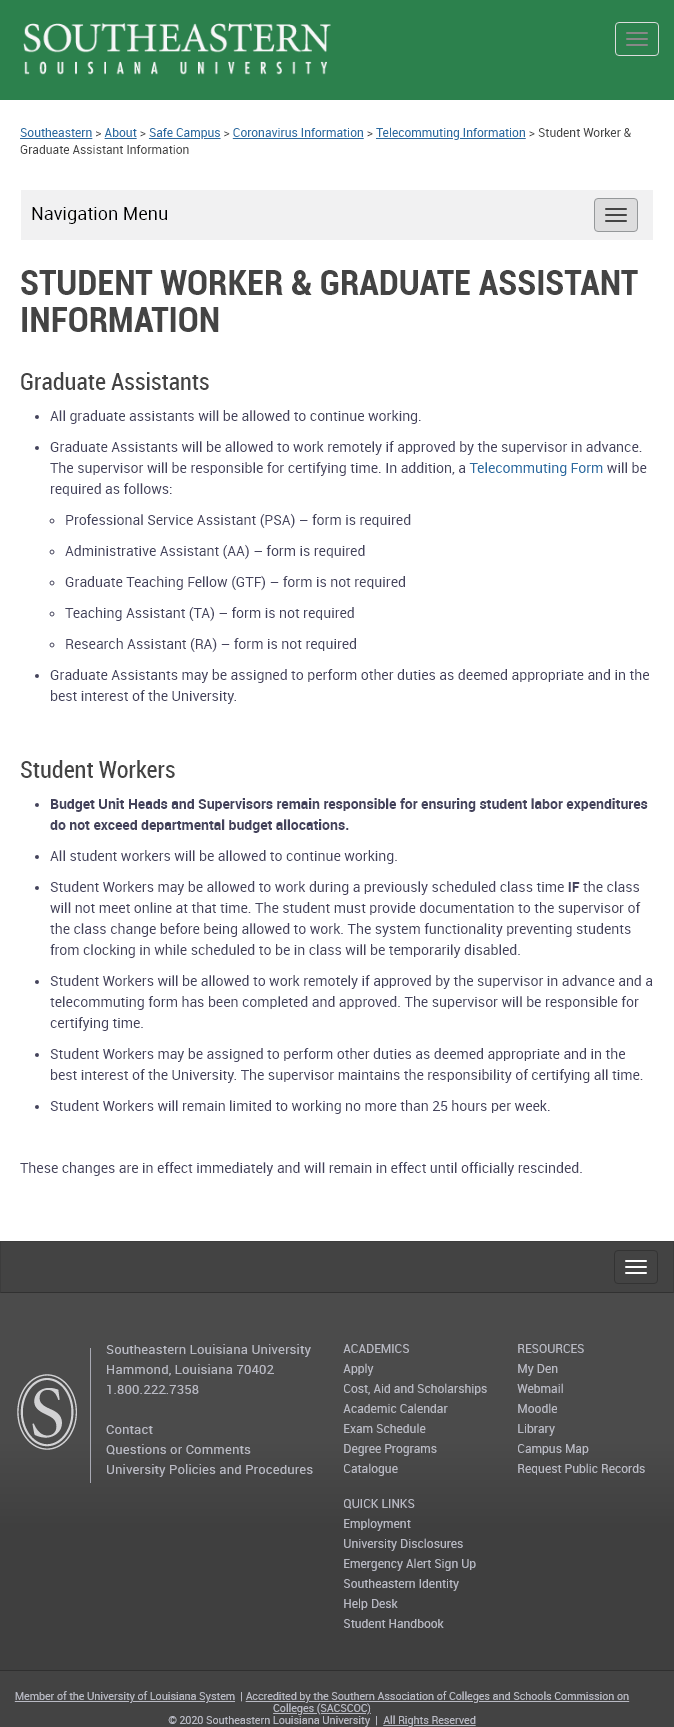 SOUTHEASTERN
LOUISIANA UNIVERSITY
Southeastern > About > Safe Campus > Coronavirus Information > Telecommuting Information > Student Worker &
Graduate Assistant Information
Navigation Menu
STUDENT WORKER & GRADUATE ASSISTANT
INFORMATION
Graduate Assistants
• All graduate assistants will be allowed to continue working.
• Graduate Assistants will be allowed to work remotely if approved by the supervisor in advance.
The supervisor will be responsible for certifying time. In addition, a Telecommuting Form will be
required as follows:
◦ Professional Service Assistant (PSA) – form is required
◦ Administrative Assistant (AA) – form is required
◦ Graduate Teaching Fellow (GTF) – form is not required
◦ Teaching Assistant (TA) – form is not required
◦ Research Assistant (RA) – form is not required
• Graduate Assistants may be assigned to perform other duties as deemed appropriate and in the
best interest of the University.
Student Workers
• Budget Unit Heads and Supervisors remain responsible for ensuring student labor expenditures
do not exceed departmental budget allocations.
• All student workers will be allowed to continue working.
• Student Workers may be allowed to work during a previously scheduled class time IF the class
will not meet online at that time. The student must provide documentation to the supervisor of
the class change before being allowed to work. The system functionality preventing students
from clocking in while scheduled to be in class will be temporarily disabled.
• Student Workers will be allowed to work remotely if approved by the supervisor in advance and a
telecommuting form has been completed and approved. The supervisor will be responsible for
certifying time.
• Student Workers may be assigned to perform other duties as deemed appropriate and in the
best interest of the University. The supervisor maintains the responsibility of certifying all time.
• Student Workers will remain limited to working no more than 25 hours per week.
These changes are in effect immediately and will remain in effect until officially rescinded.
S
Southeastern Louisiana University
Hammond, Louisiana 70402
1.800.222.7358
Contact
Questions or Comments
University Policies and Procedures
ACADEMICS
Apply
Cost, Aid and Scholarships
Academic Calendar
Exam Schedule
Degree Programs
Catalogue
QUICK LINKS
Employment
University Disclosures
Emergency Alert Sign Up
Southeastern Identity
Help Desk
Student Handbook
RESOURCES
My Den
Webmail
Moodle
Library
Campus Map
Request Public Records
Member of the University of Louisiana System | Accredited by the Southern Association of Colleges and Schools Commission on
Colleges (SACSCOC)
© 2020 Southeastern Louisiana University | All Rights Reserved